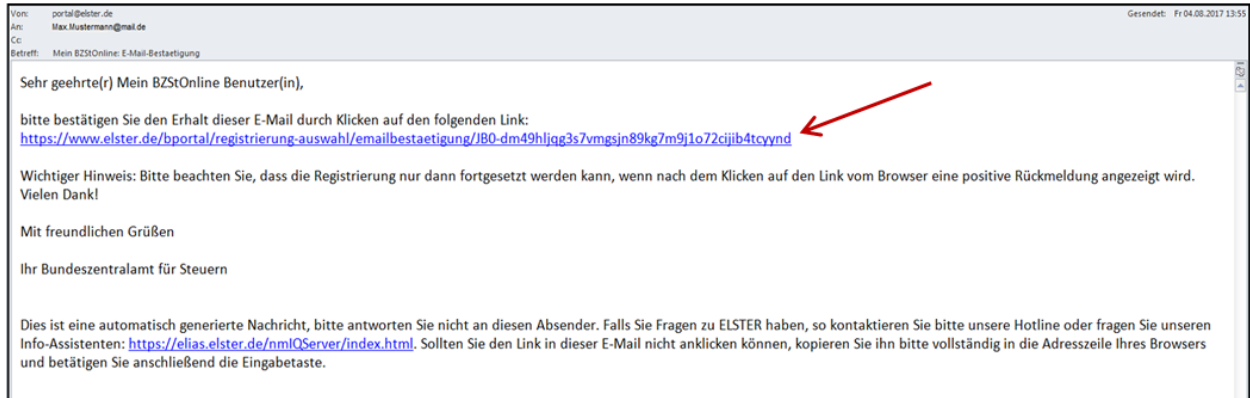 Von: portal@elster.de Gesendet: Fr 04.08.2017 13:55
An: Max.Mustermann@mail.de
Cc:
Betreff: Mein BZStOnline: E-Mail-Bestaetigung
Sehr geehrte(r) Mein BZStOnline Benutzer(in),
bitte bestätigen Sie den Erhalt dieser E-Mail durch Klicken auf den folgenden Link:
https://www.elster.de/bportal/registrierung-auswahl/emailbestaetigung/JB0-dm49hljqg3s7vmgsjn89kg7m9j1o72cijib4tcyynd
Wichtiger Hinweis: Bitte beachten Sie, dass die Registrierung nur dann fortgesetzt werden kann, wenn nach dem Klicken auf den Link vom Browser eine positive Rückmeldung angezeigt wird.
Vielen Dank!
Mit freundlichen Grüßen
Ihr Bundeszentralamt für Steuern
Dies ist eine automatisch generierte Nachricht, bitte antworten Sie nicht an diesen Absender. Falls Sie Fragen zu ELSTER haben, so kontaktieren Sie bitte unsere Hotline oder fragen Sie unseren
Info-Assistenten: https://elias.elster.de/nmIQServer/index.html. Sollten Sie den Link in dieser E-Mail nicht anklicken können, kopieren Sie ihn bitte vollständig in die Adresszeile Ihres Browsers
und betätigen Sie anschließend die Eingabetaste.